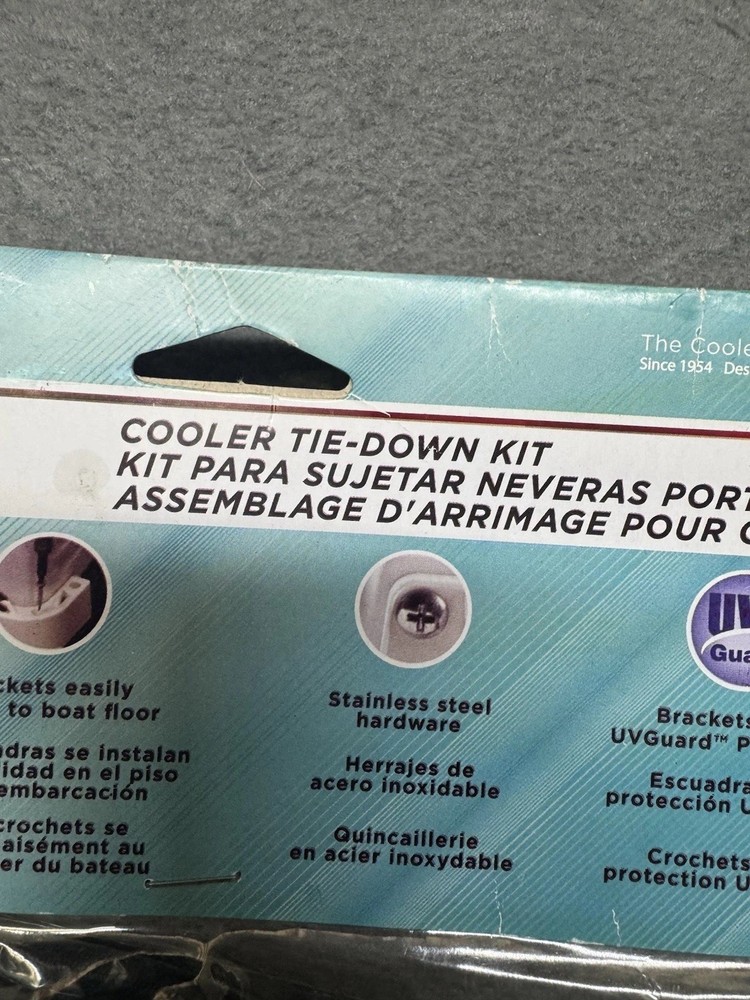 The Coole
Since 1954 Des
COOLER TIE-DOWN KIT
KIT PARA SUJETAR NEVERAS PORT
ASSEMBLAGE D'ARRIMAGE POUR C
UV
Gua
ckets easily
to boat floor
adras se instalan
lidad en el piso
embarcación
crochets se
aisément au
er du bateau
Stainless steel
hardware
Herrajes de
acero inoxidable
Quincaillerie
en acier inoxydable
Brackets
UVGuard™ P
Escuadra
protección U
Crochets
protection U